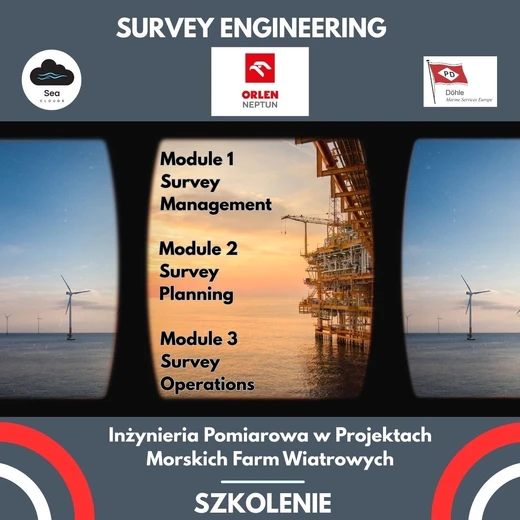 SURVEY ENGINEERING
Sea
CLOUDS
ORLEN
NEPTUN
PD
Döhle
Marine Services Europe
Module 1
Survey
Management
Module 2
Survey
Planning
Module 3
Survey
Operations
Inżynieria Pomiarowa w Projektach
Morskich Farm Wiatrowych
SZKOLENIE